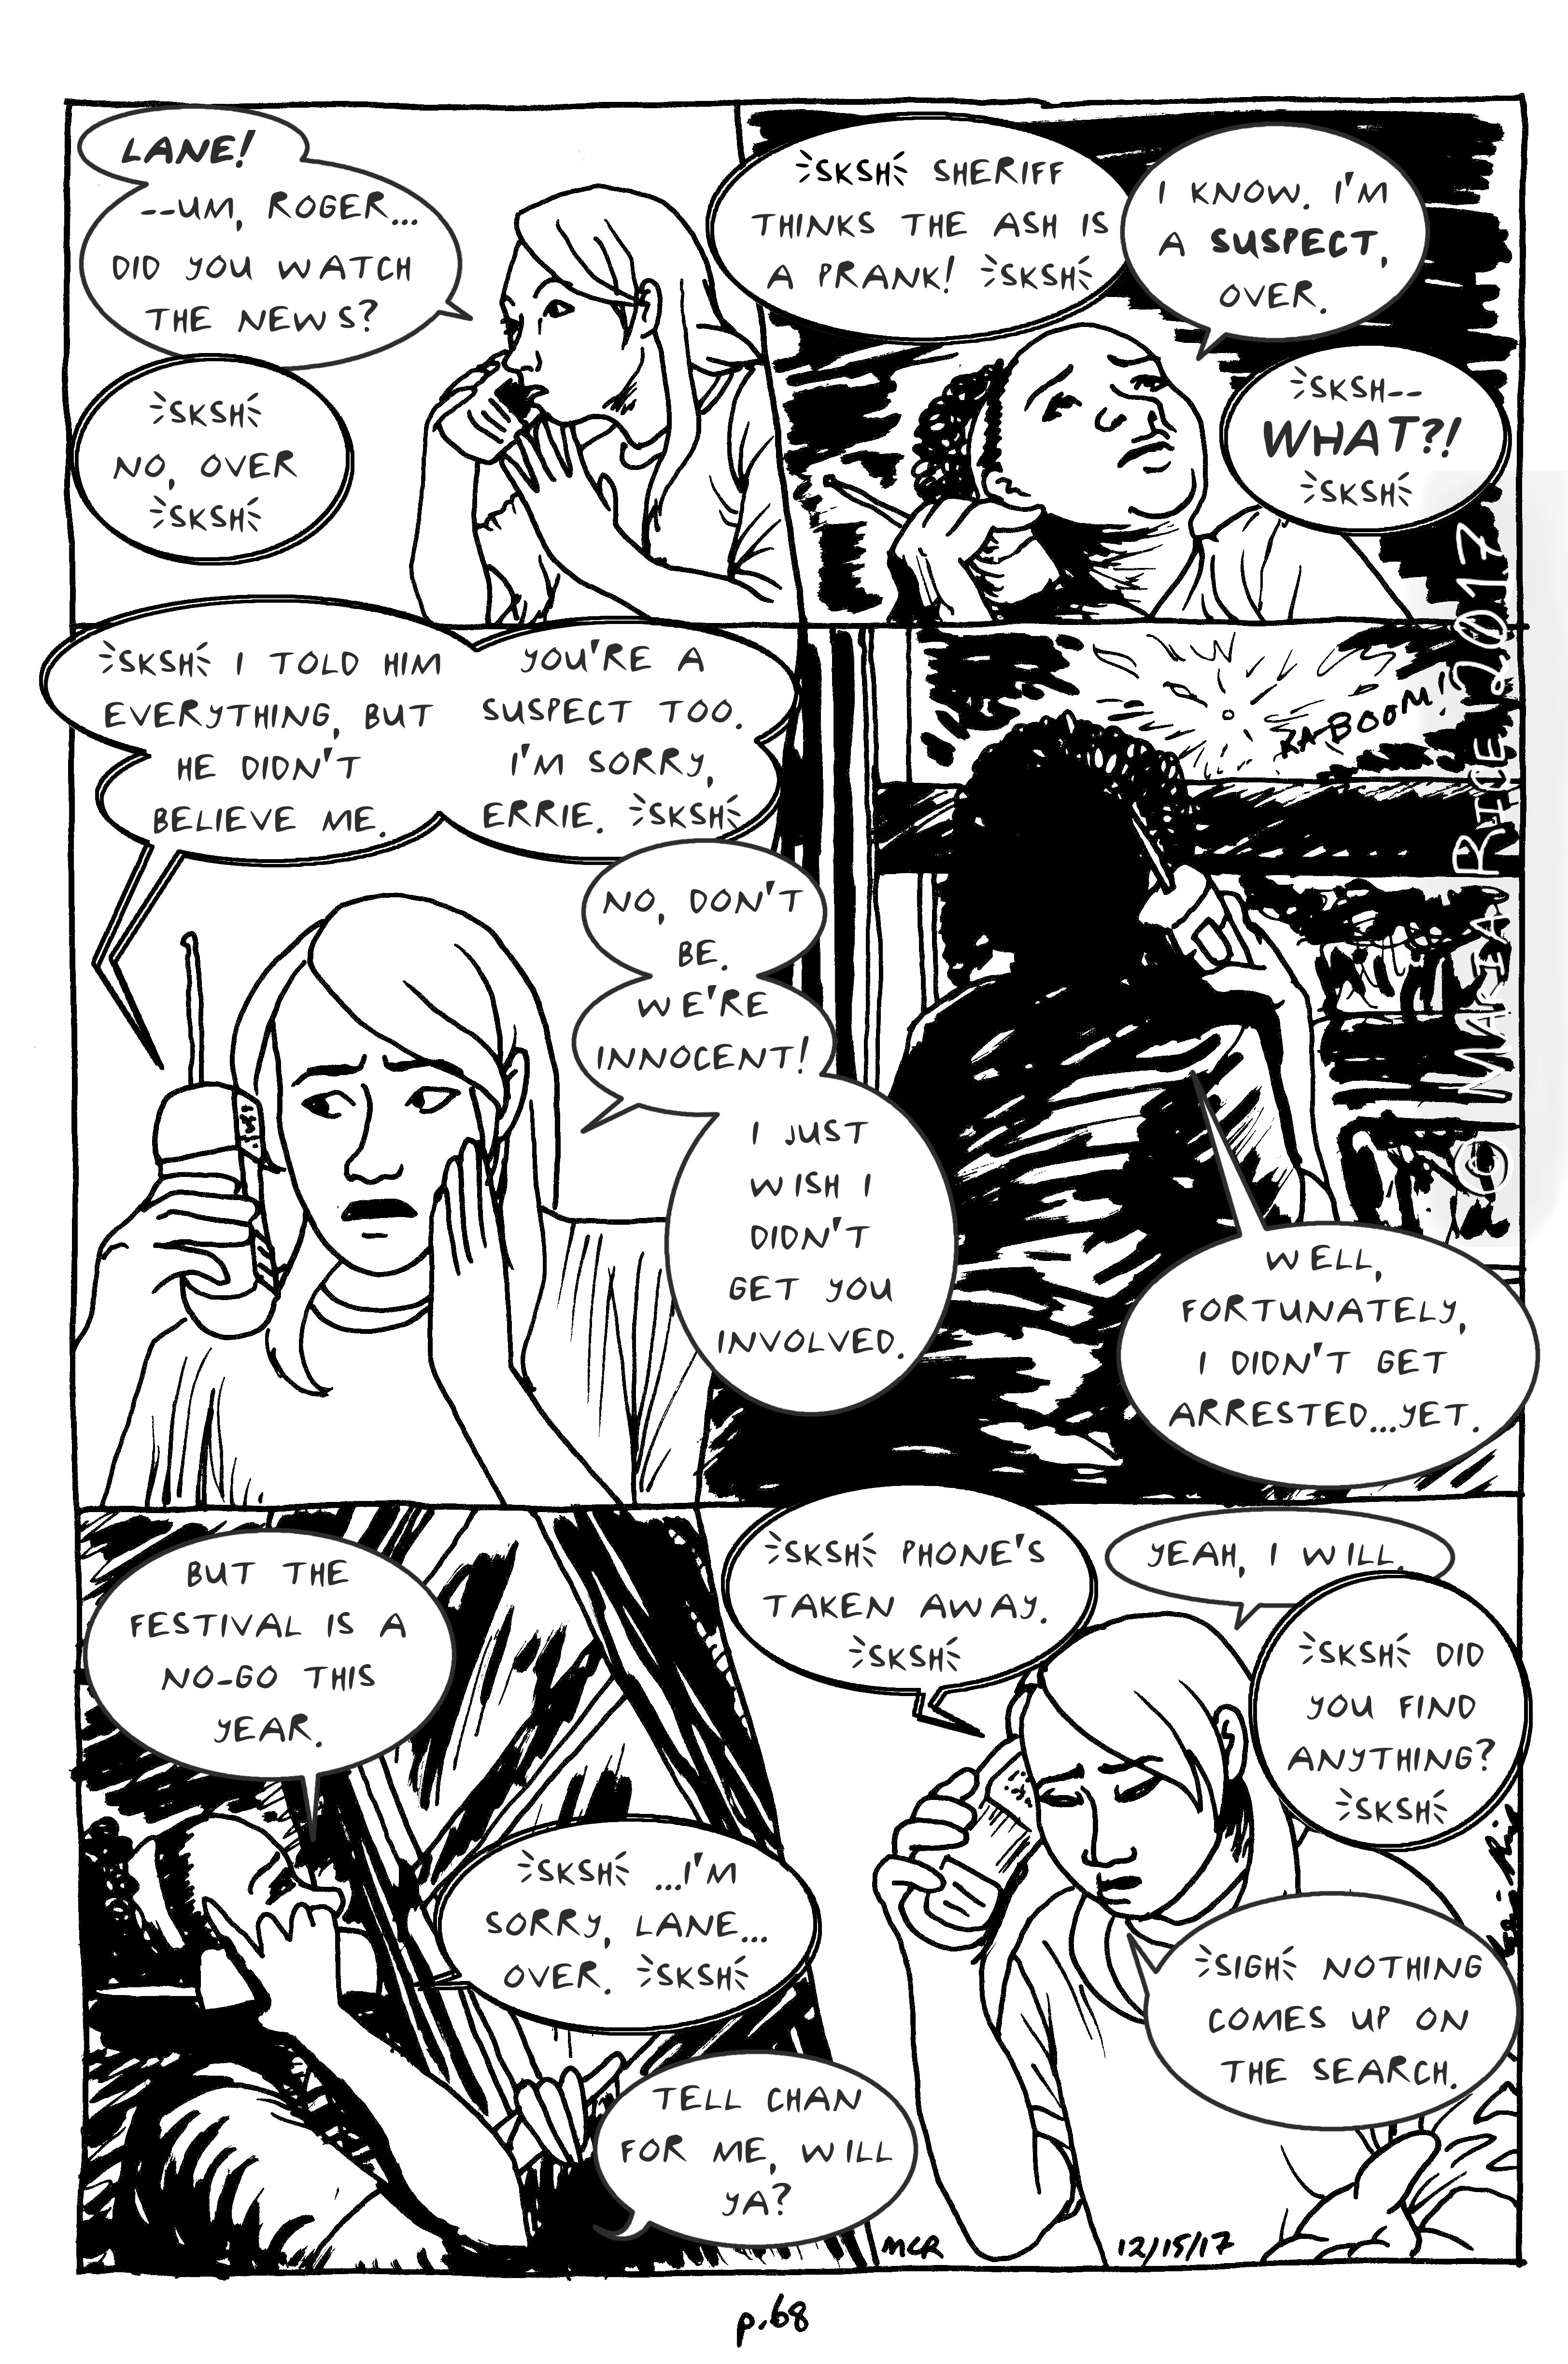 LANE!
--UM, ROGER...
DID YOU WATCH
THE NEWS?
SKSH
NO, OVER
SKSH
SKSH SHERIFF
THINKS THE ASH IS
A PRANK! SKSH
I KNOW. I'M
A SUSPECT,
OVER.
SKSH--
WHAT?!
SKSH
SKSH I TOLD HIM
EVERYTHING, BUT
HE DIDN'T
BELIEVE ME.
YOU'RE A
SUSPECT TOO.
I'M SORRY,
ERRIE. SKSH
NO, DON'T
BE.
WE'RE
INNOCENT!
I JUST
WISH I
DIDN'T
GET YOU
INVOLVED.
KA-BOOM!
WELL,
FORTUNATELY,
I DIDN'T GET
ARRESTED...YET.
© MARIA RICE 2017
BUT THE
FESTIVAL IS A
NO-GO THIS
YEAR.
SKSH ...I'M
SORRY, LANE...
OVER. SKSH
TELL CHAN
FOR ME, WILL
YA?
SKSH PHONE'S
TAKEN AWAY.
SKSH
YEAH, I WILL.
SKSH DID
YOU FIND
ANYTHING?
SKSH
SIGH NOTHING
COMES UP ON
THE SEARCH.
MCR
12/15/17
p.68